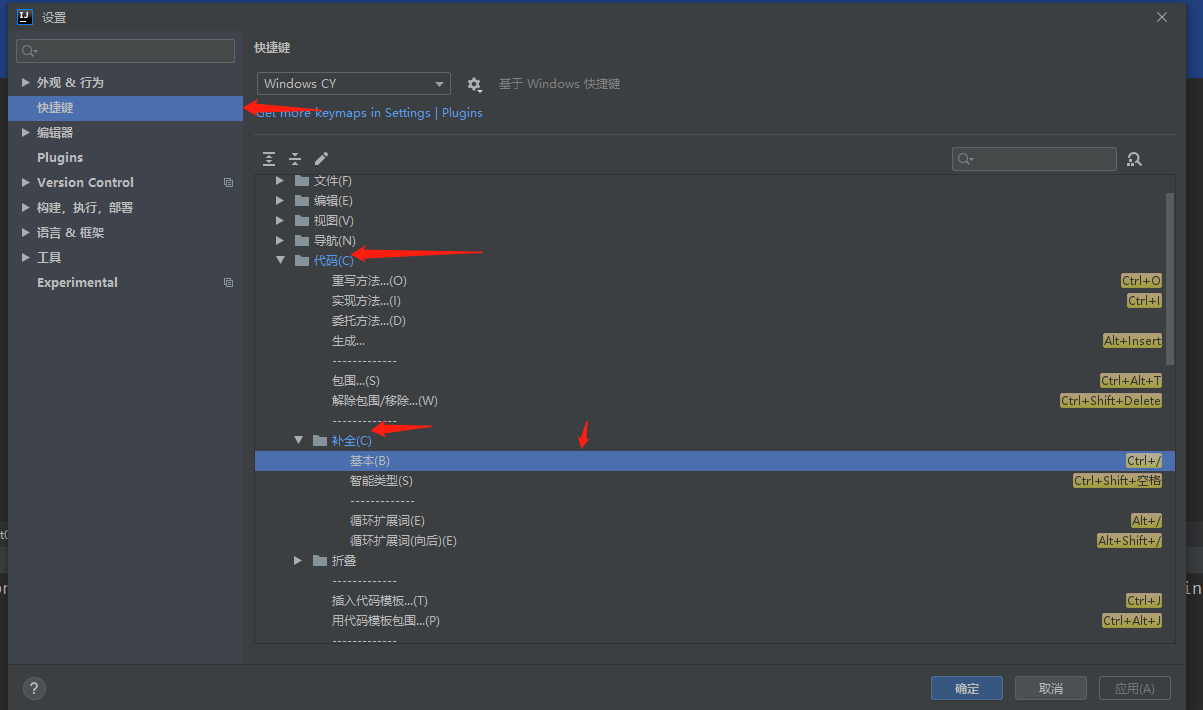 设置
外观 & 行为
快捷键
编辑器
Plugins
Version Control
构建，执行，部署
语言 & 框架
工具
Experimental
快捷键
Windows CY
基于 Windows 快捷键
Get more keymaps in Settings | Plugins
文件(F)
编辑(E)
视图(V)
导航(N)
代码(C)
重写方法...(O) Ctrl+O
实现方法...(I) Ctrl+I
委托方法...(D)
生成... Alt+Insert
-------------
包围...(S) Ctrl+Alt+T
解除包围/移除...(W) Ctrl+Shift+Delete
-------------
补全(C)
基本(B) Ctrl+/
智能类型(S) Ctrl+Shift+空格
-------------
循环扩展词(E) Alt+/
循环扩展词(向后)(E) Alt+Shift+/
折叠
-------------
插入代码模板...(T) Ctrl+J
用代码模板包围...(P) Ctrl+Alt+J
-------------
?
确定
取消
应用(A)